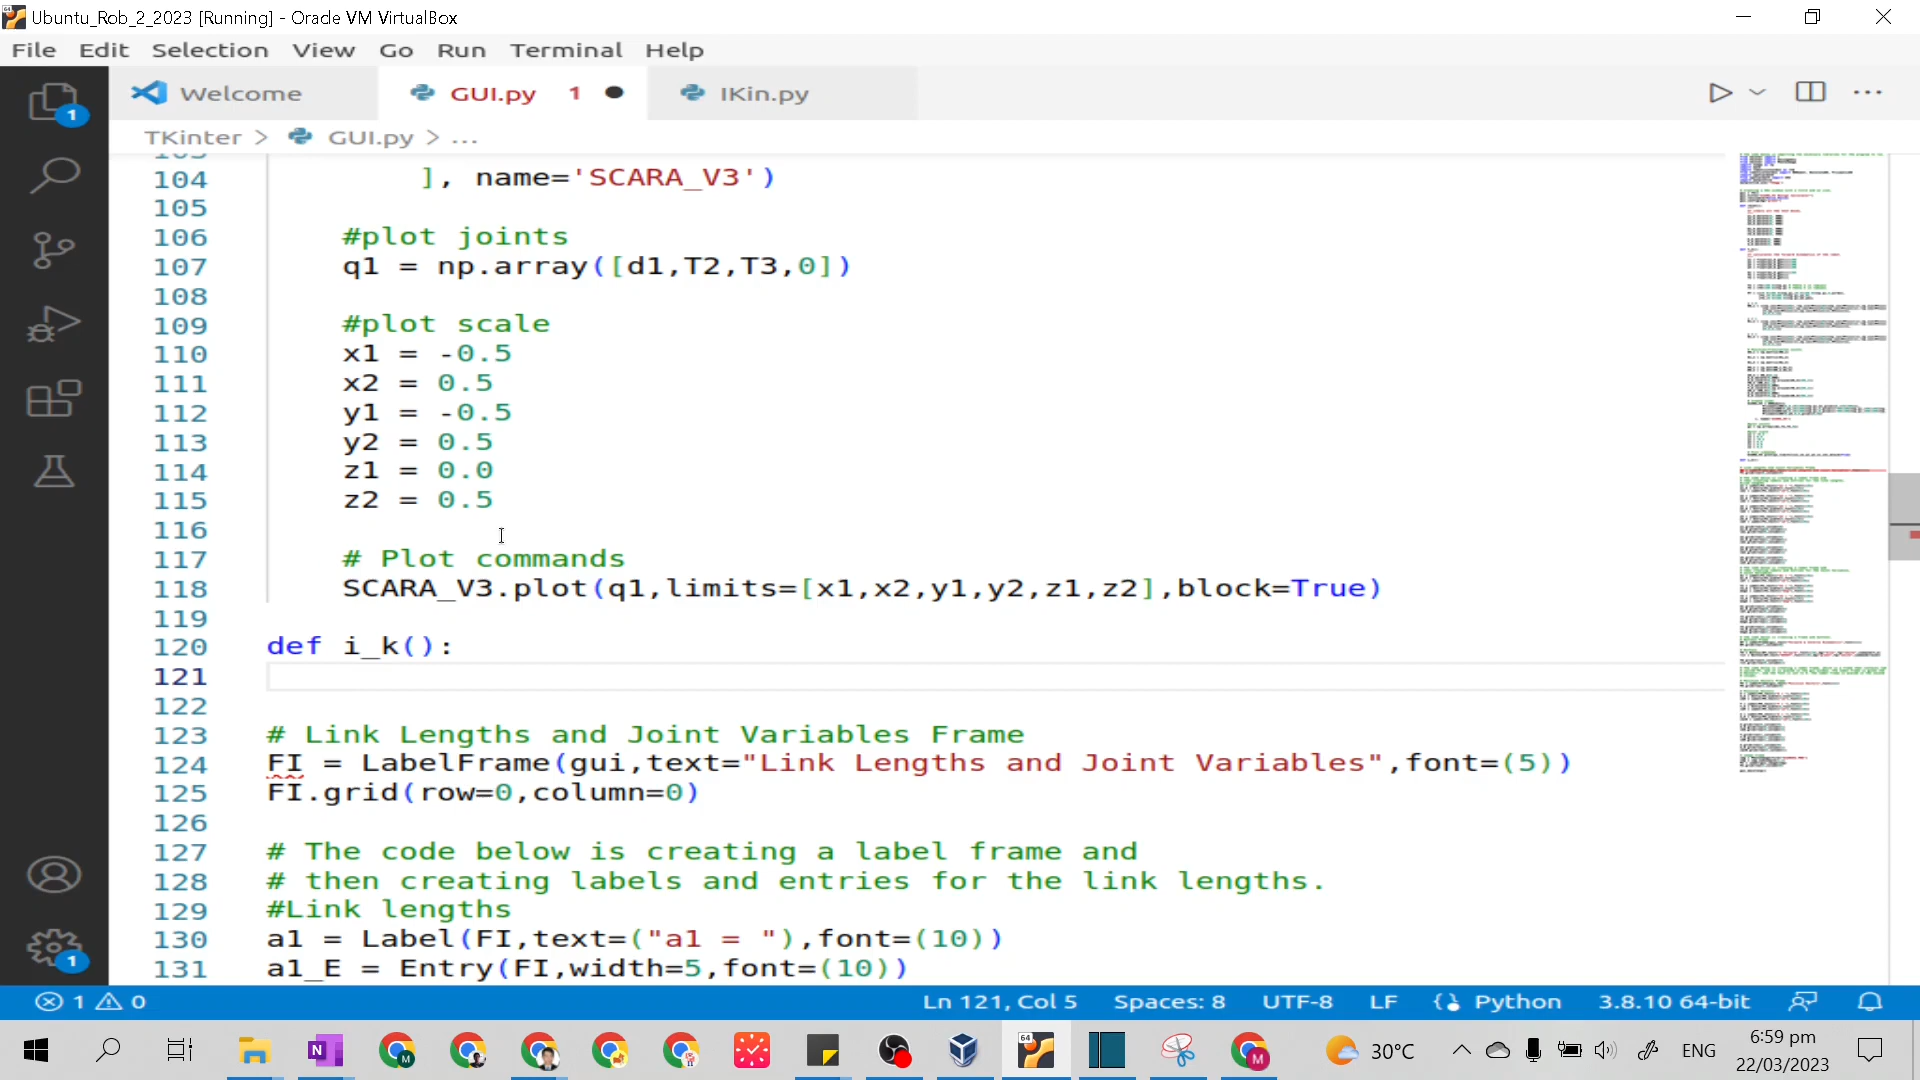 Ubuntu_Rob_2_2023 [Running] - Oracle VM VirtualBox
File Edit Selection View Go Run Terminal Help
Welcome GUI.py 1 IKin.py
TKinter > GUI.py > ...
104 ], name='SCARA_V3')
105
106 #plot joints
107 q1 = np.array([d1,T2,T3,0])
108
109 #plot scale
110 x1 = -0.5
111 x2 = 0.5
112 y1 = -0.5
113 y2 = 0.5
114 z1 = 0.0
115 z2 = 0.5
116
117 # Plot commands
118 SCARA_V3.plot(q1,limits=[x1,x2,y1,y2,z1,z2],block=True)
119
120 def i_k():
121
122
123 # Link Lengths and Joint Variables Frame
124 FI = LabelFrame(gui,text="Link Lengths and Joint Variables",font=(5))
125 FI.grid(row=0,column=0)
126
127 # The code below is creating a label frame and
128 # then creating labels and entries for the link lengths.
129 #Link lengths
130 a1 = Label(FI,text=("a1 = "),font=(10))
131 a1_E = Entry(FI,width=5,font=(10))
1 0 Ln 121, Col 5 Spaces: 8 UTF-8 LF Python 3.8.10 64-bit
30°C ENG 6:59 pm
22/03/2023